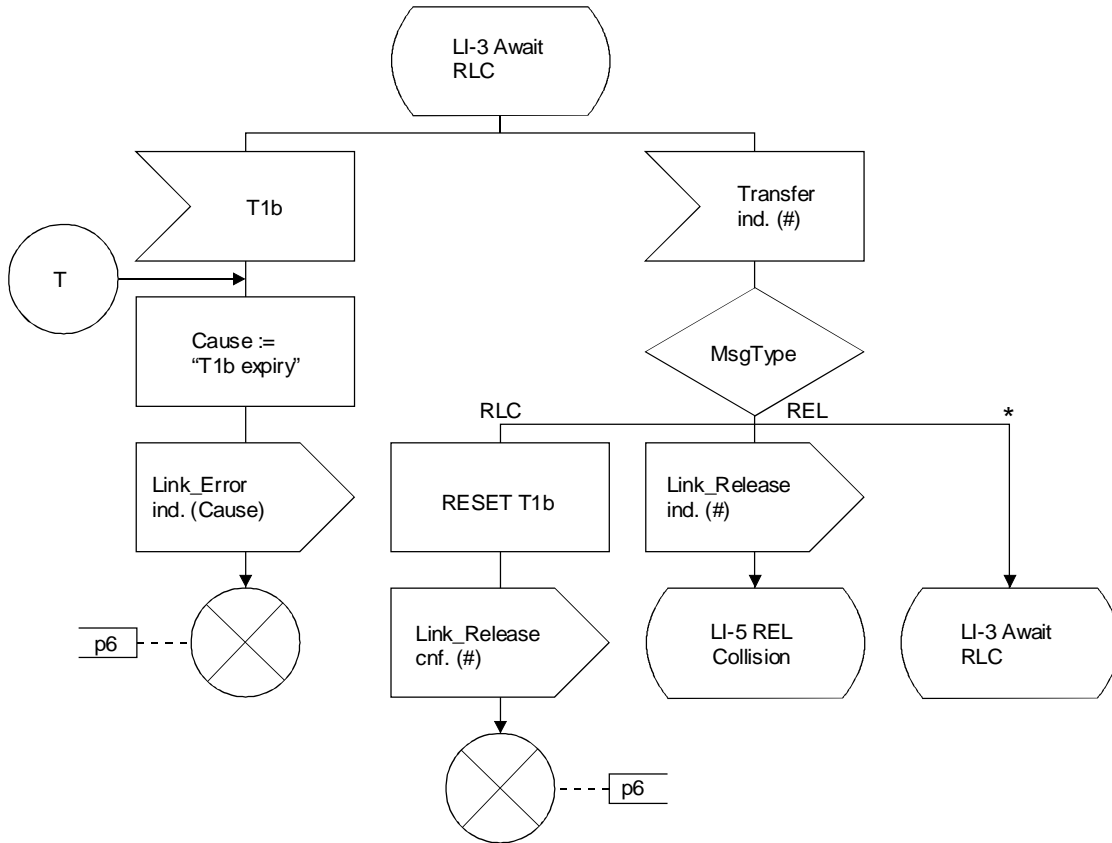 LI-3 Await
RLC
T1b
Transfer
ind. (#)
T
Cause :=
“T1b expiry”
MsgType
RLC
REL
*
Link_Error
ind. (Cause)
RESET T1b
Link_Release
ind. (#)
p6
Link_Release
cnf. (#)
LI-5 REL
Collision
LI-3 Await
RLC
p6